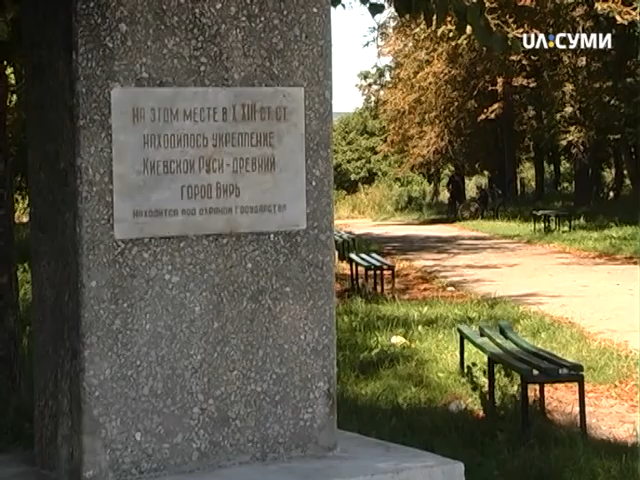 UA:СУМИ
НА ЭТОМ МЕСТЕ В X XIII СТ.СТ.
НАХОДИЛОСЬ УКРЕПЛЕНИЕ
КИЕВСКОЙ РУСИ-ДРЕВНИЙ
ГОРОД ВИРЬ
НАХОДИТСЯ ПОД ОХРАНОЙ ГОСУДАРСТВА